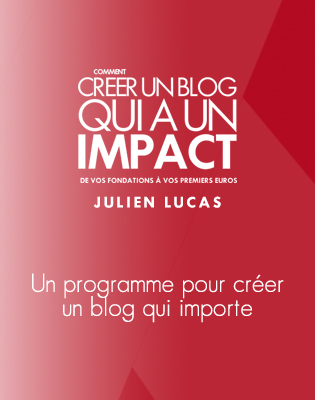 COMMENT
CREER UN BLOG
QUI A UN
IMPACT
DE VOS FONDATIONS À VOS PREMIERS EUROS
JULIEN LUCAS
Un programme pour créer
un blog qui importe